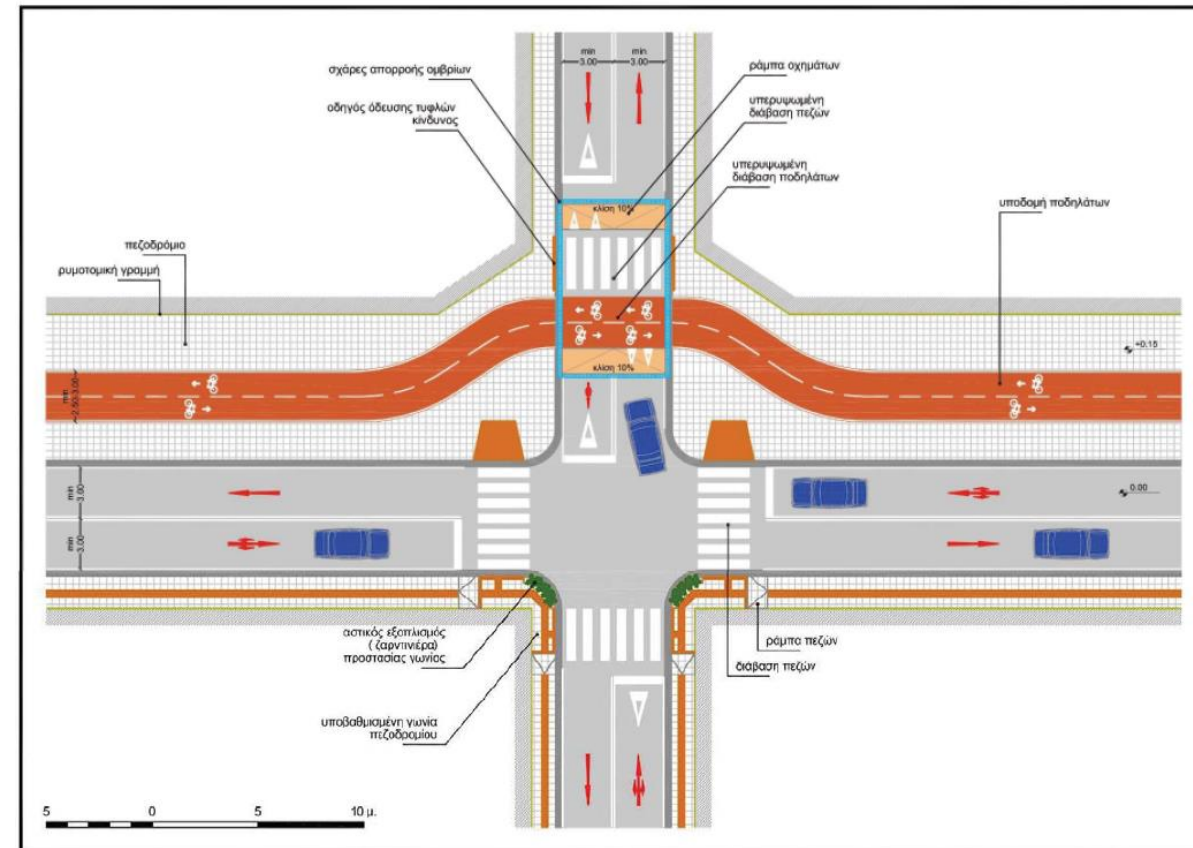 min
3.00
min
3.00
σχάρες απορροής ομβρίων
οδηγός όδευσης τυφλών
κίνδυνος
ράμπα οχημάτων
υπερυψωμένη
διάβαση πεζών
υπερυψωμένη
διάβαση ποδηλάτων
υποδομή ποδηλάτων
πεζοδρόμιο
ρυμοτομική γραμμή
κλίση 10%
κλίση 10%
+0.15
min
~2.50/3.00
min
3.00
min
3.00
0.00
αστικός εξοπλισμός
( ζαρντινιέρα)
προστασίας γωνίας
υποβαθμισμένη γωνία
πεζοδρομίου
ράμπα πεζών
διάβαση πεζών
5 0 5 10 μ.